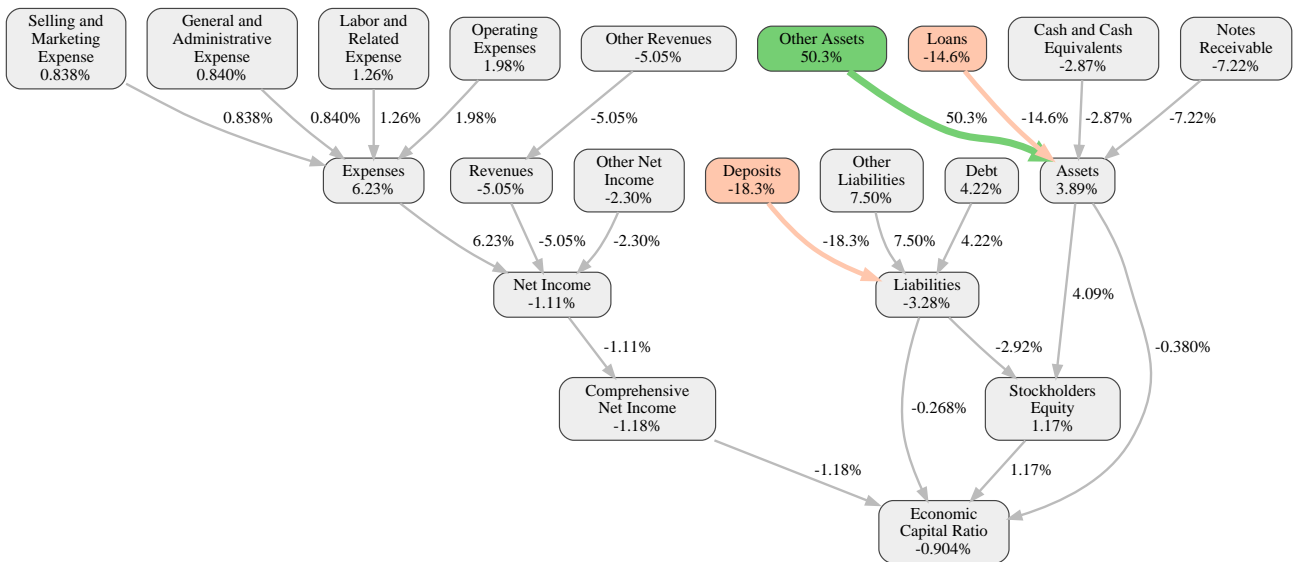 Selling and
Marketing
Expense
0.838%
General and
Administrative
Expense
0.840%
Labor and
Related
Expense
1.26%
Operating
Expenses
1.98%
Other Revenues
-5.05%
Other Assets
50.3%
Loans
-14.6%
Cash and Cash
Equivalents
-2.87%
Notes
Receivable
-7.22%
0.838%
0.840%
1.26%
1.98%
-5.05%
50.3%
-14.6%
-2.87%
-7.22%
Expenses
6.23%
Revenues
-5.05%
Other Net
Income
-2.30%
Deposits
-18.3%
Other
Liabilities
7.50%
Debt
4.22%
Assets
3.89%
6.23%
-5.05%
-2.30%
-18.3%
7.50%
4.22%
Net Income
-1.11%
Liabilities
-3.28%
4.09%
-1.11%
-2.92%
-0.380%
Comprehensive
Net Income
-1.18%
-0.268%
Stockholders
Equity
1.17%
-1.18%
1.17%
Economic
Capital Ratio
-0.904%